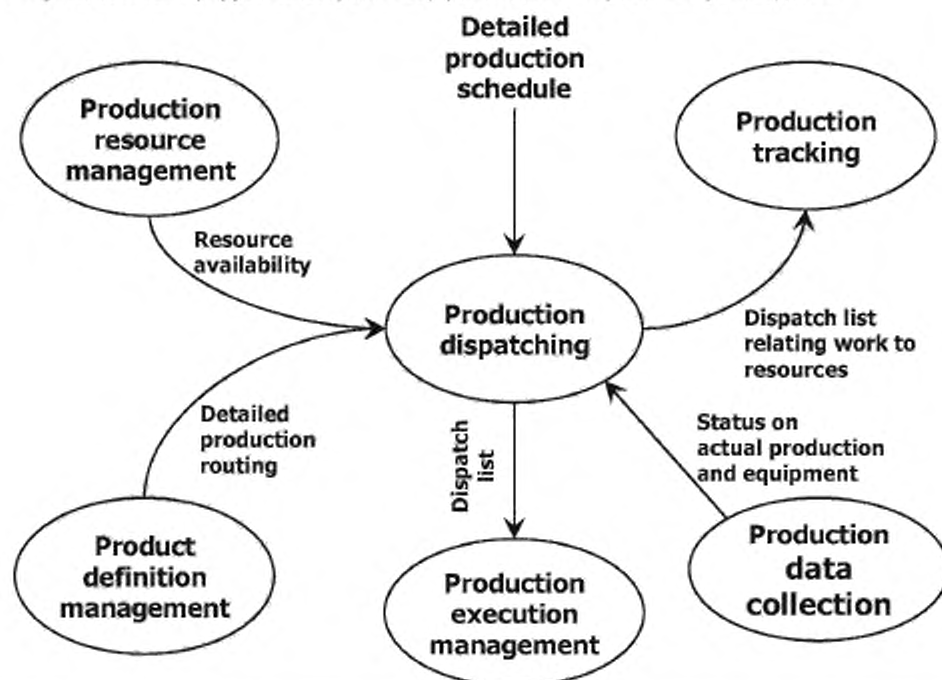 Detailed
production
schedule
Production
resource
management
Production
tracking
Resource
availability
Production
dispatching
Dispatch list
relating work to
resources
Detailed
production
routing
Dispatch
list
Status on
actual production
and equipment
Product
definition
management
Production
execution
management
Production
data
collection